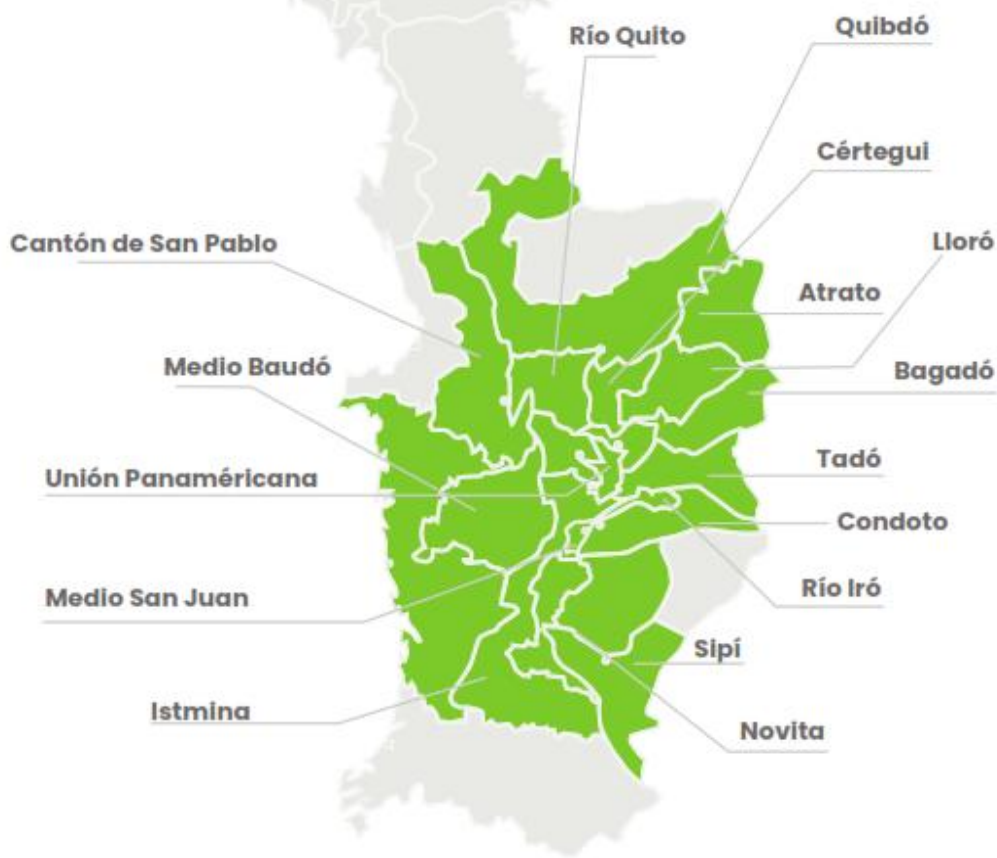 Río Quito
Quibdó
Cértegui
Cantón de San Pablo
Lloró
Atrato
Medio Baudó
Bagadó
Unión Panaméricana
Tadó
Condoto
Medio San Juan
Río Iró
Sipí
Istmina
Novita